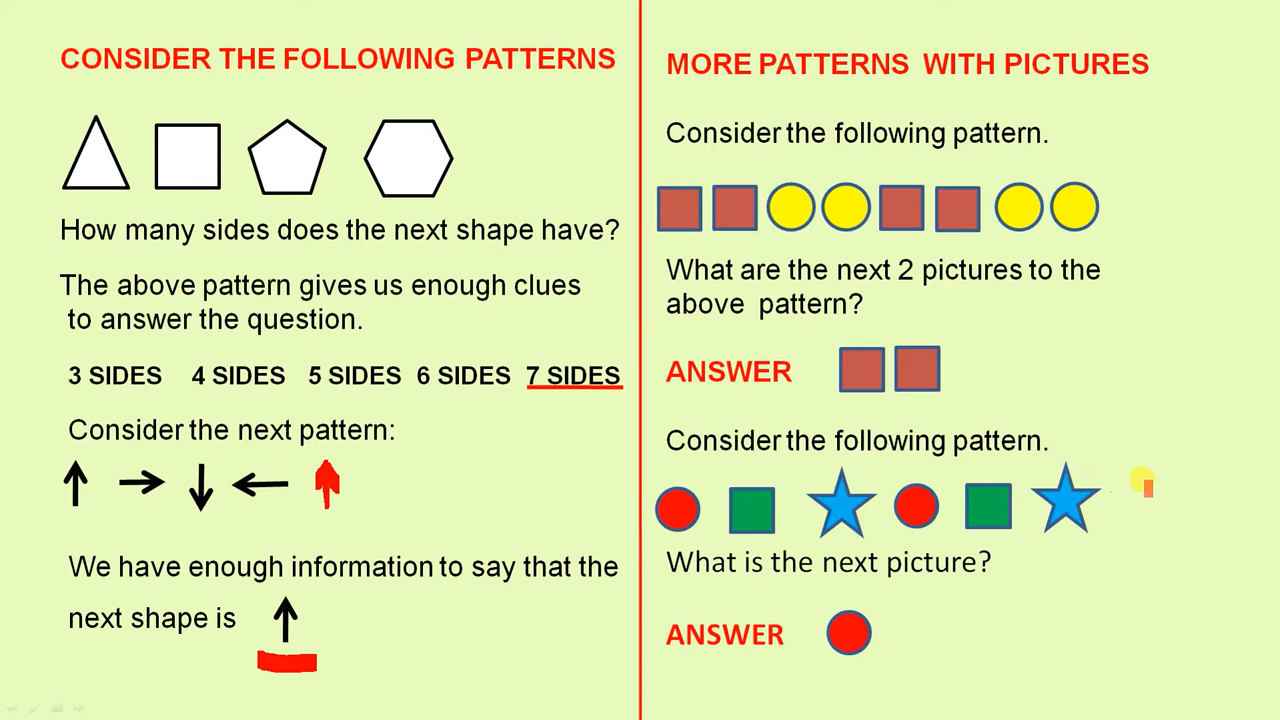 CONSIDER THE FOLLOWING PATTERNS
How many sides does the next shape have?
The above pattern gives us enough clues
to answer the question.
3 SIDES 4 SIDES 5 SIDES 6 SIDES 7 SIDES
Consider the next pattern:
We have enough information to say that the
next shape is
MORE PATTERNS WITH PICTURES
Consider the following pattern.
What are the next 2 pictures to the
above pattern?
ANSWER
Consider the following pattern.
What is the next picture?
ANSWER